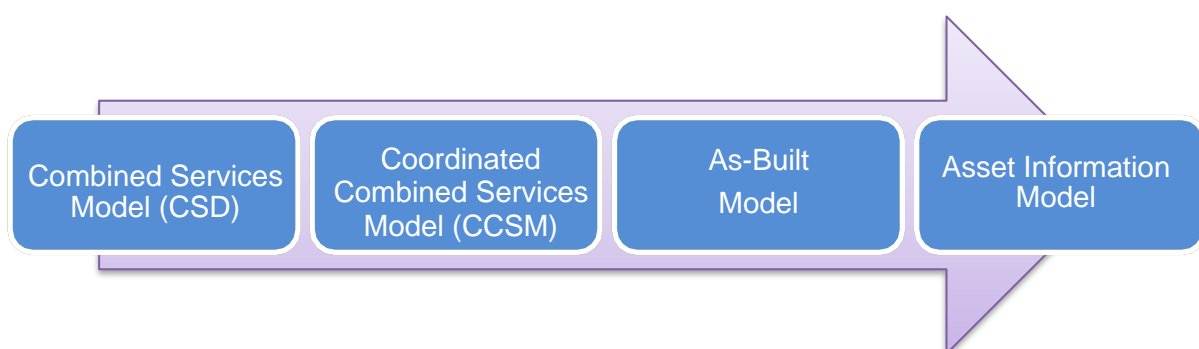 Combined Services
Model (CSD)
Coordinated
Combined Services
Model (CCSM)
As-Built
Model
Asset Information
Model